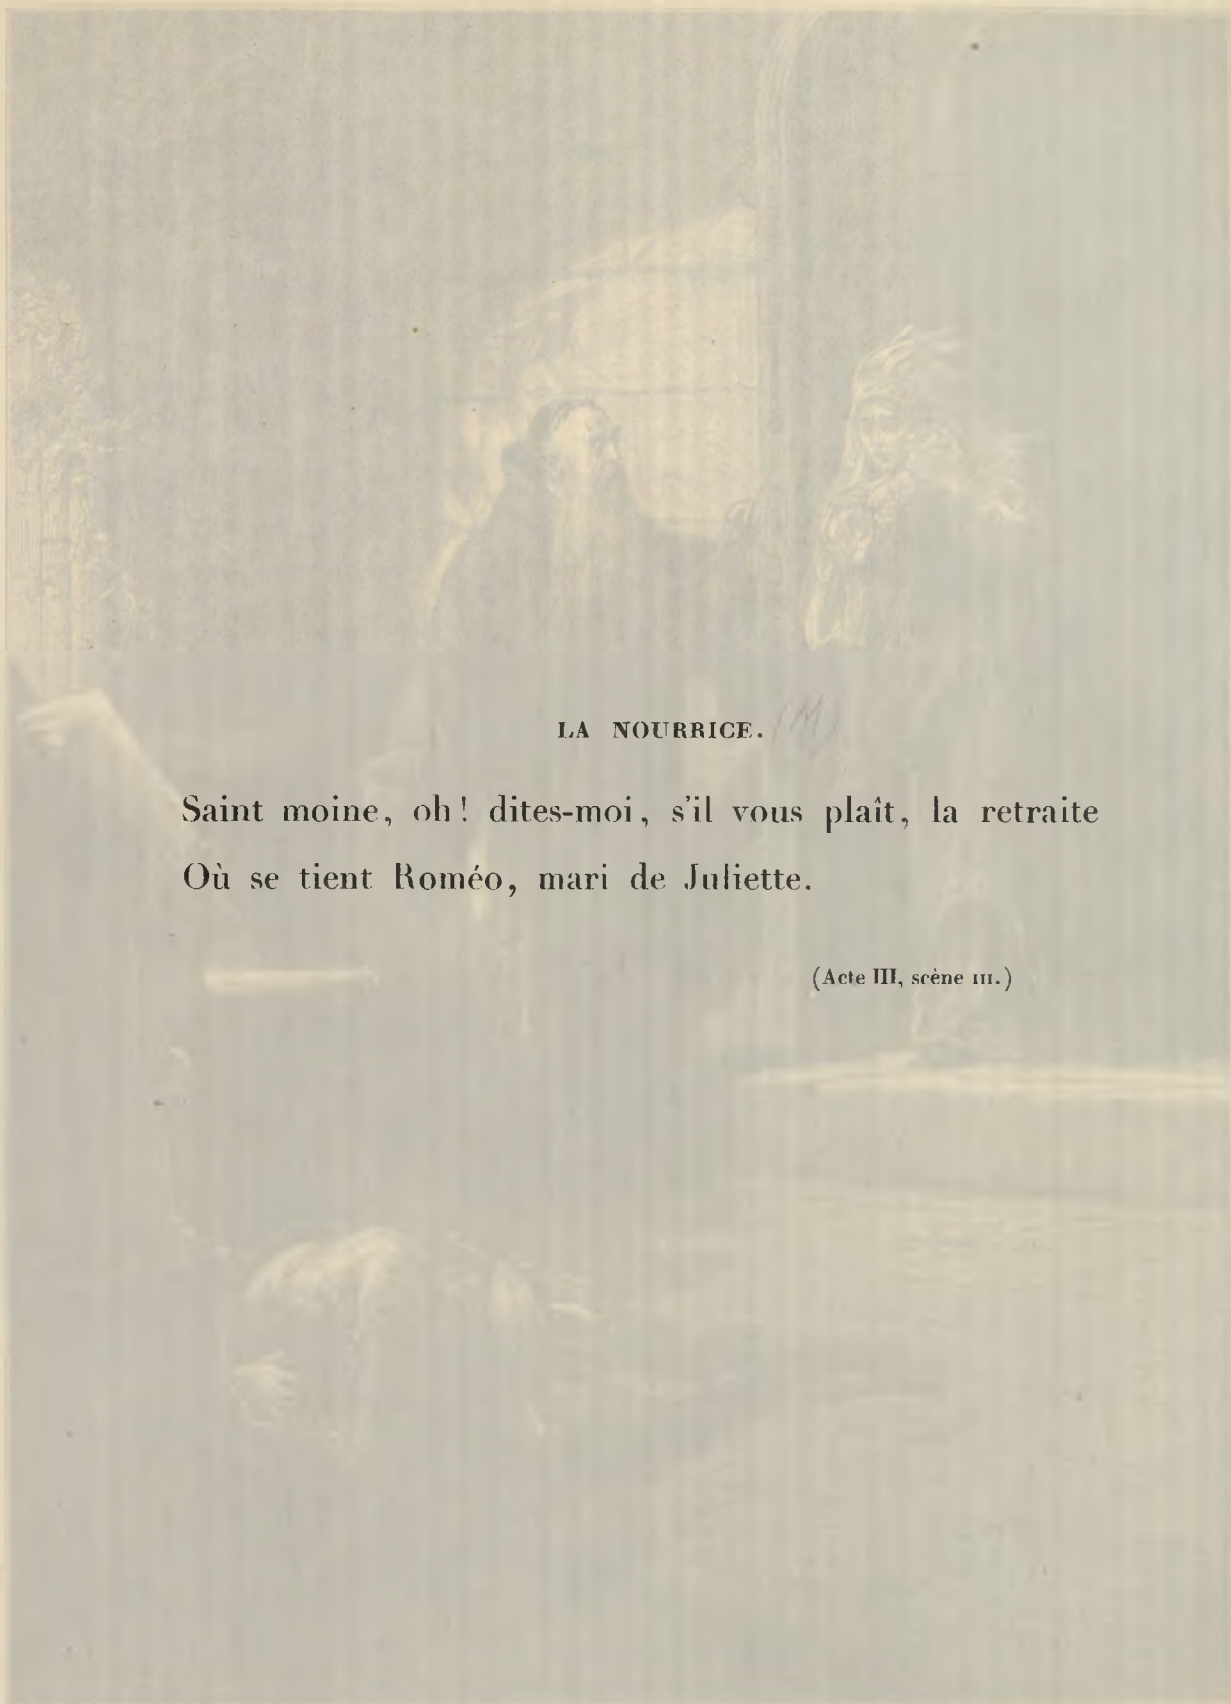 LA NOURRICE. (M)
Saint moine, oh! dites-moi, s'il vous plaît, la retraite
Où se tient Roméo, mari de Juliette.
(Acte III, scène III.)